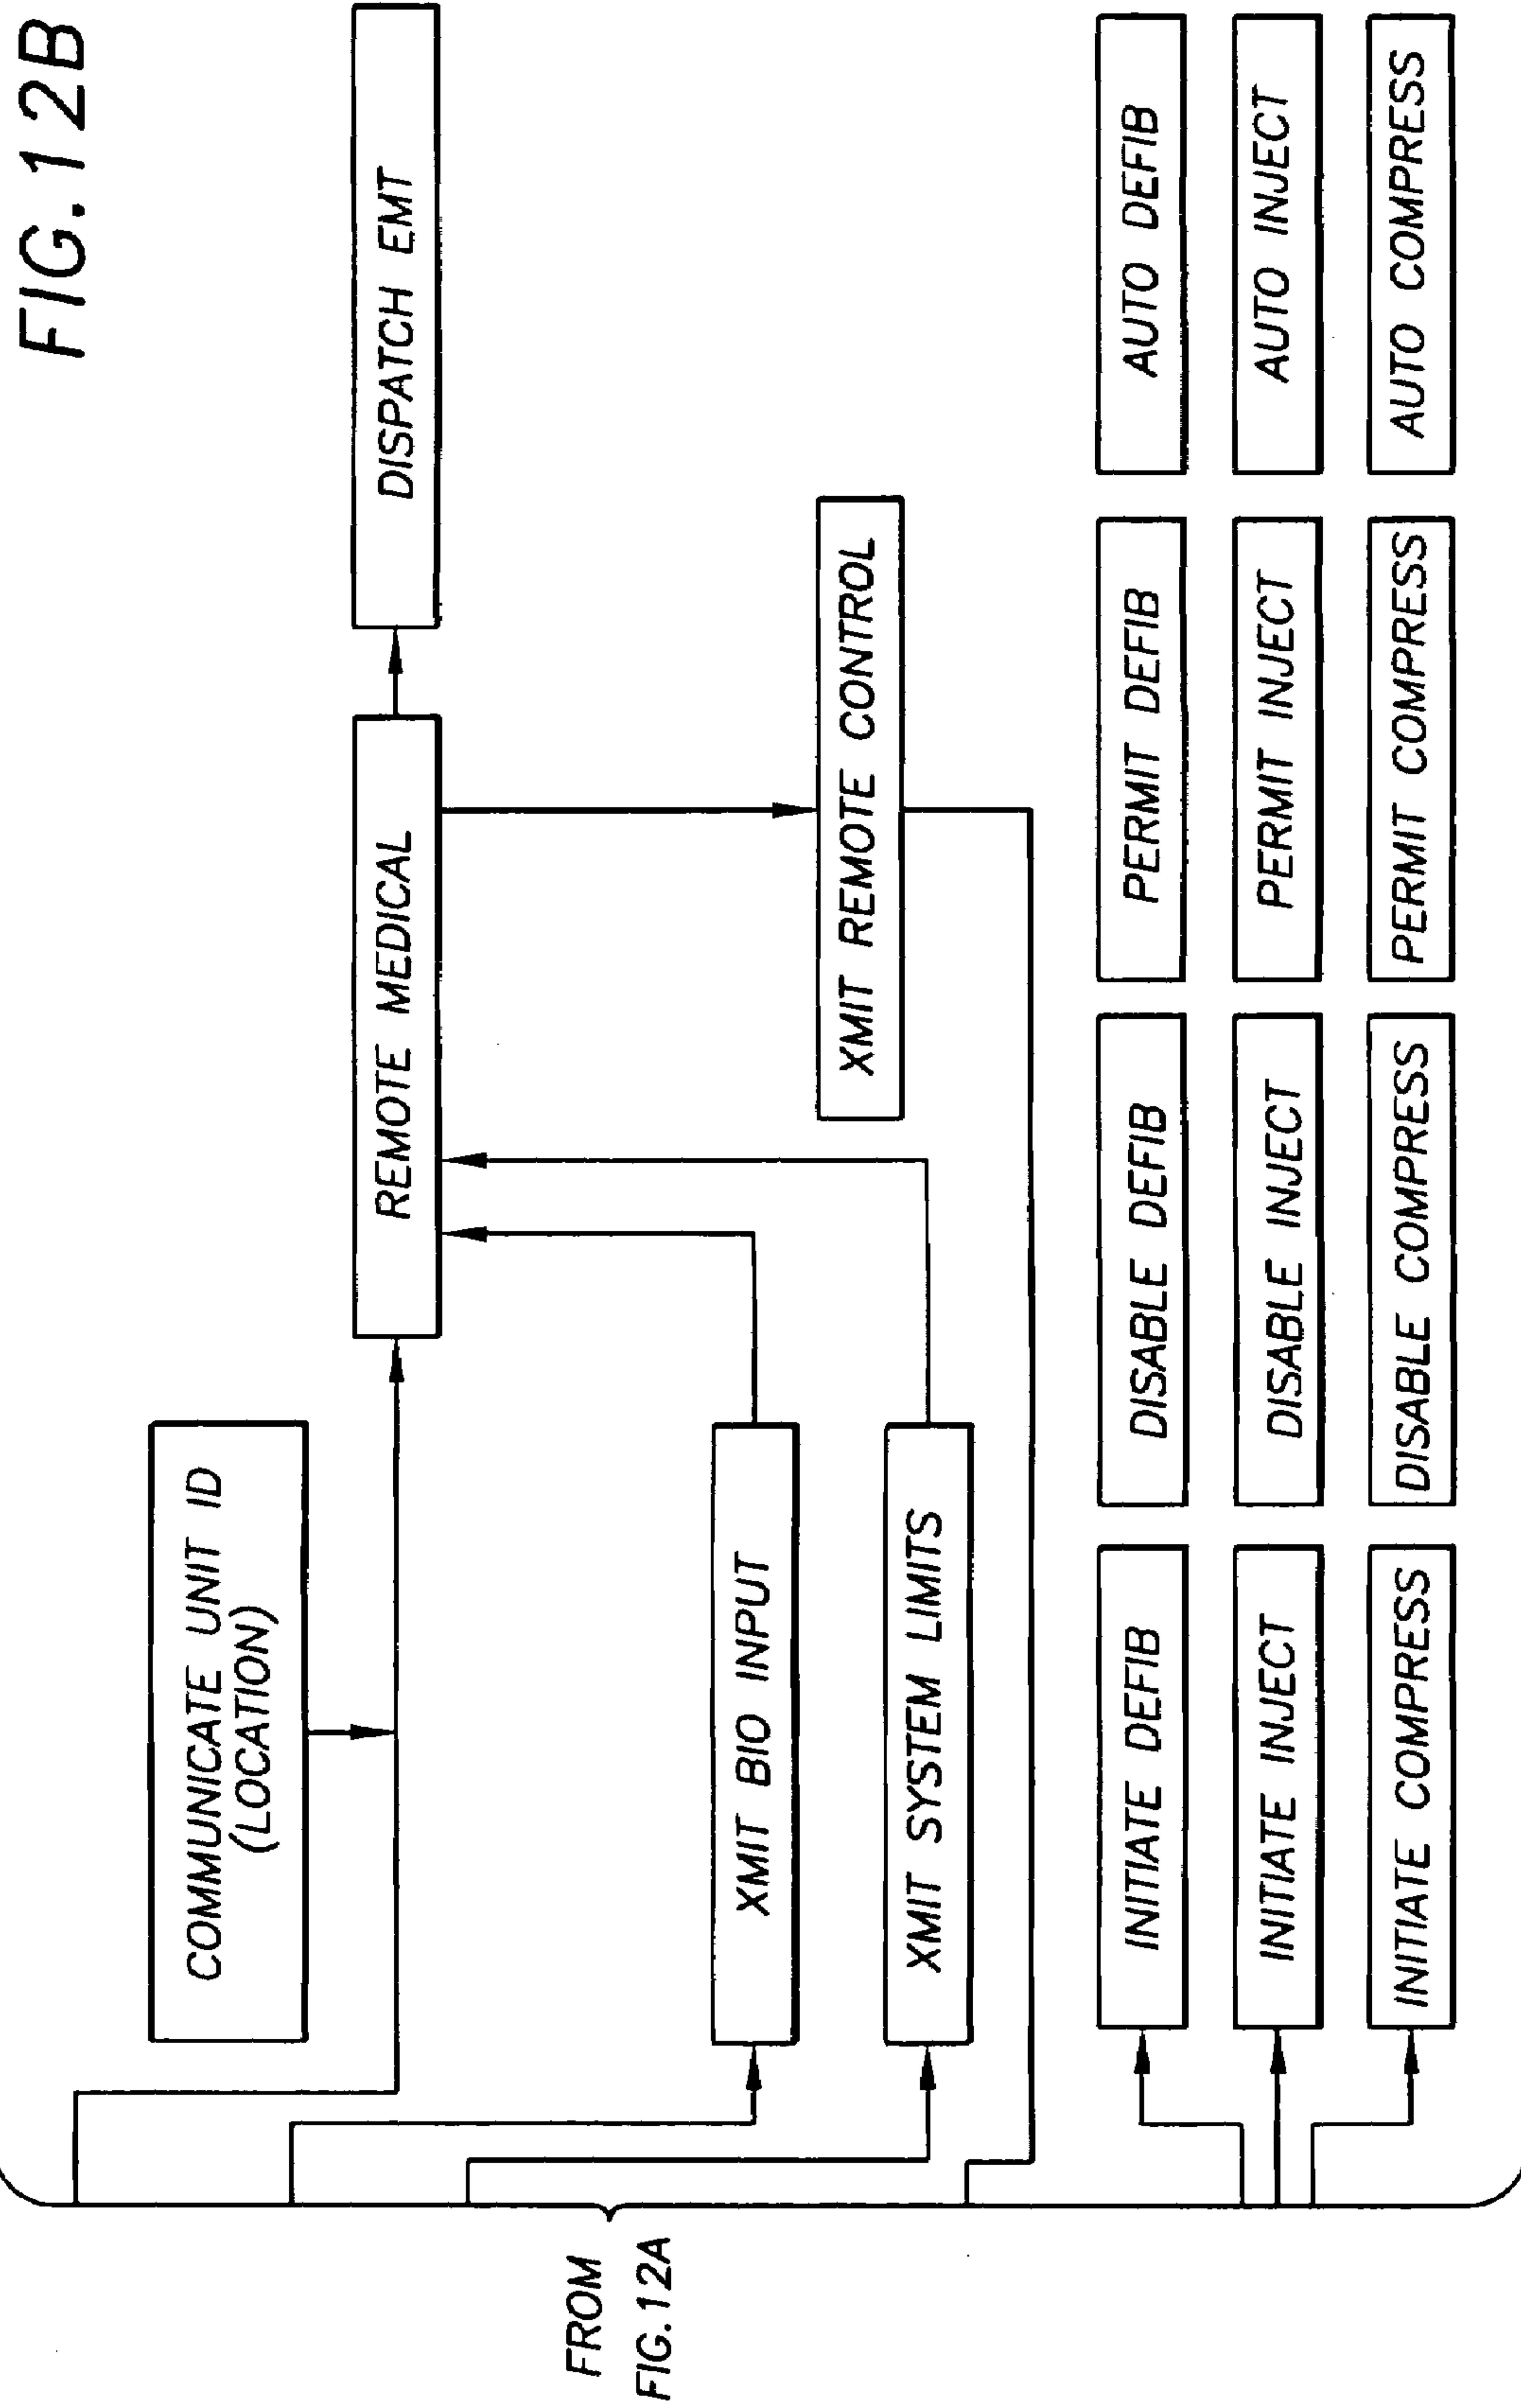 FIG.12B
COMMUNICATE UNIT ID
(LOCATION)
REMOTE MEDICAL
DISPATCH EMT
FROM
FIG.12A
XMIT BIO INPUT
XMIT REMOTE CONTROL
XMIT SYSTEM LIMITS
INITIATE DEFIB
DISABLE DEFIB
PERMIT DEFIB
AUTO DEFIB
INITIATE INJECT
DISABLE INJECT
PERMIT INJECT
AUTO INJECT
INITIATE COMPRESS
DISABLE COMPRESS
PERMIT COMPRESS
AUTO COMPRESS